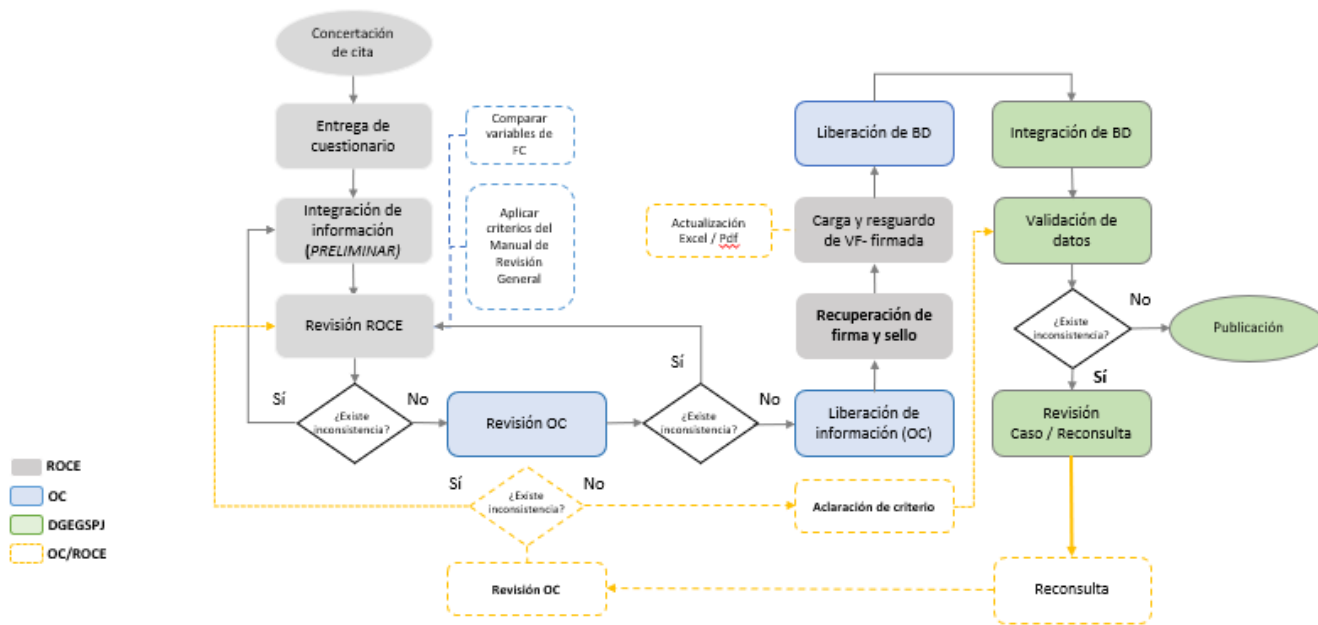 Concertación
de cita
Entrega de
cuestionario
Integración de
información
(PRELIMINAR)
Revisión ROCE
Comparar
variables de
FC
Aplicar
criterios del
Manual de
Revisión
General
¿Existe
inconsistencia?
Sí
No
Revisión OC
¿Existe
inconsistencia?
Sí
No
Liberación de
información (OC)
Recuperación de
firma y sello
Carga y resguardo
de VF- firmada
Actualización
Excel / Pdf
Liberación de BD
Integración de BD
Validación de
datos
¿Existe
inconsistencia?
No
Publicación
Sí
Revisión
Caso / Reconsulta
Reconsulta
Revisión OC
¿Existe
inconsistencia?
Sí
No
Aclaración de criterio
ROCE
OC
DGEGSPJ
OC/ROCE